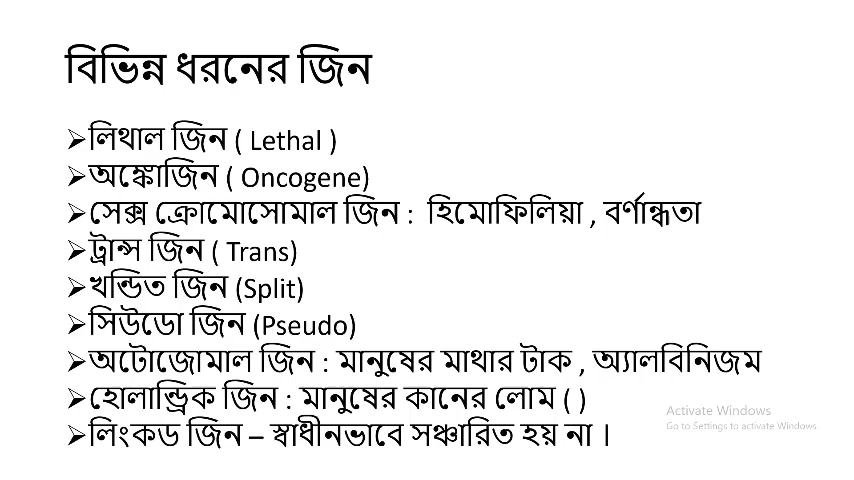 বিভিন্ন ধরনের জিন
➢লিথাল জিন ( Lethal )
➢অঙ্কোজিন ( Oncogene)
➢সেক্স ক্রোমোসোমাল জিন : হিমোফিলিয়া , বর্ণান্ধতা
➢ট্রান্স জিন ( Trans)
➢খন্ডিত জিন (Split)
➢সিউডো জিন (Pseudo)
➢অটোজোমাল জিন : মানুষের মাথার টাক , অ্যালবিনিজম
➢হোলান্ড্রিক জিন : মানুষের কানের লোম ( )
➢লিংকড জিন – স্বাধীনভাবে সঞ্চারিত হয় না ।
Activate Windows
Go to Settings to activate Windows.